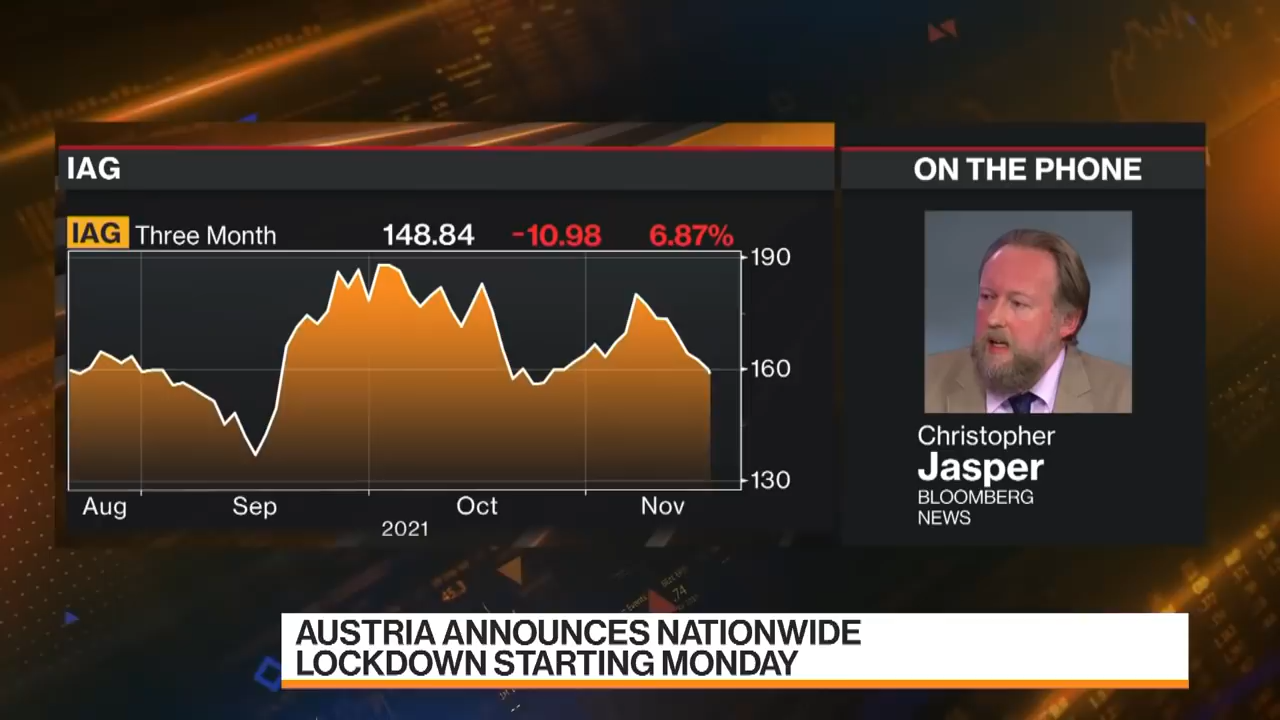 IAG
IAG Three Month 148.84 -10.98 6.87%
190
160
130
Aug Sep Oct Nov
2021
ON THE PHONE
Christopher
Jasper
BLOOMBERG
NEWS
AUSTRIA ANNOUNCES NATIONWIDE
LOCKDOWN STARTING MONDAY